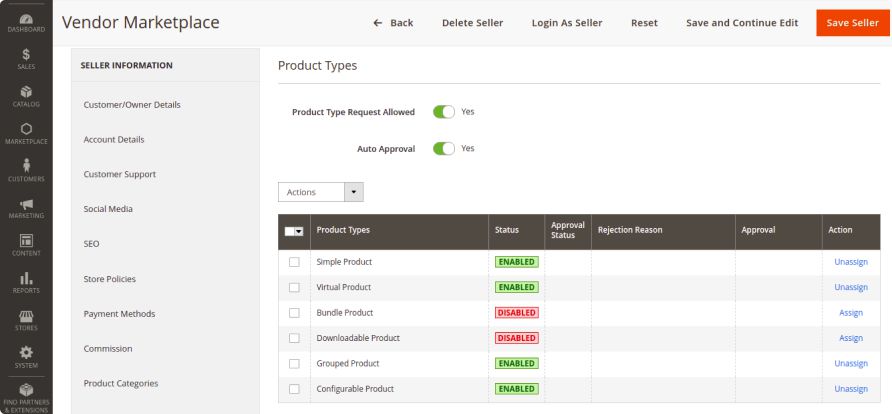 Vendor Marketplace
Back
Delete Seller
Login As Seller
Reset
Save and Continue Edit
Save Seller
DASHBOARD
SALES
CATALOG
MARKETPLACE
CUSTOMERS
MARKETING
CONTENT
REPORTS
STORES
SYSTEM
FIND PARTNERS
& EXTENSIONS
SELLER INFORMATION
Customer/Owner Details
Account Details
Customer Support
Social Media
SEO
Store Policies
Payment Methods
Commission
Product Categories
Product Types
Product Type Request Allowed Yes
Auto Approval Yes
Actions
Product Types Status Approval Status Rejection Reason Approval Action
Simple Product ENABLED Unassign
Virtual Product ENABLED Unassign
Bundle Product DISABLED Assign
Downloadable Product DISABLED Assign
Grouped Product ENABLED Unassign
Configurable Product ENABLED Unassign